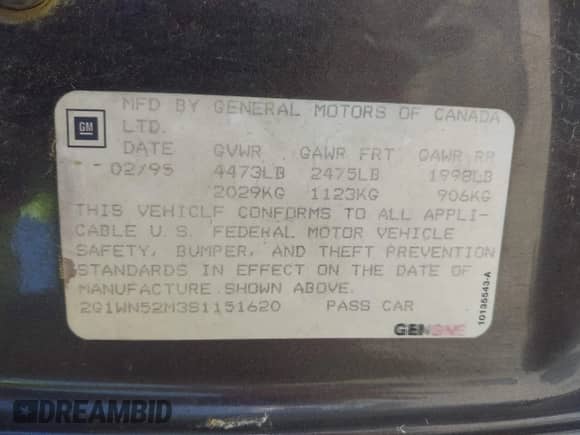 MFD BY GENERAL MOTORS OF CANADA
LTD.
GM
DATE GVWR GAWR FRT GAWR RR
02/95 4473LB 2475LB 1998LB
2029KG 1123KG 906KG
THIS VEHICLE CONFORMS TO ALL APPLI-
CABLE U.S. FEDERAL MOTOR VEHICLE
SAFETY, BUMPER, AND THEFT PREVENTION
STANDARDS IN EFFECT ON THE DATE OF
MANUFACTURE SHOWN ABOVE.
2G1WN52M3S1151620 PASS CAR
GENUINE
10135543-A
DREAMBID